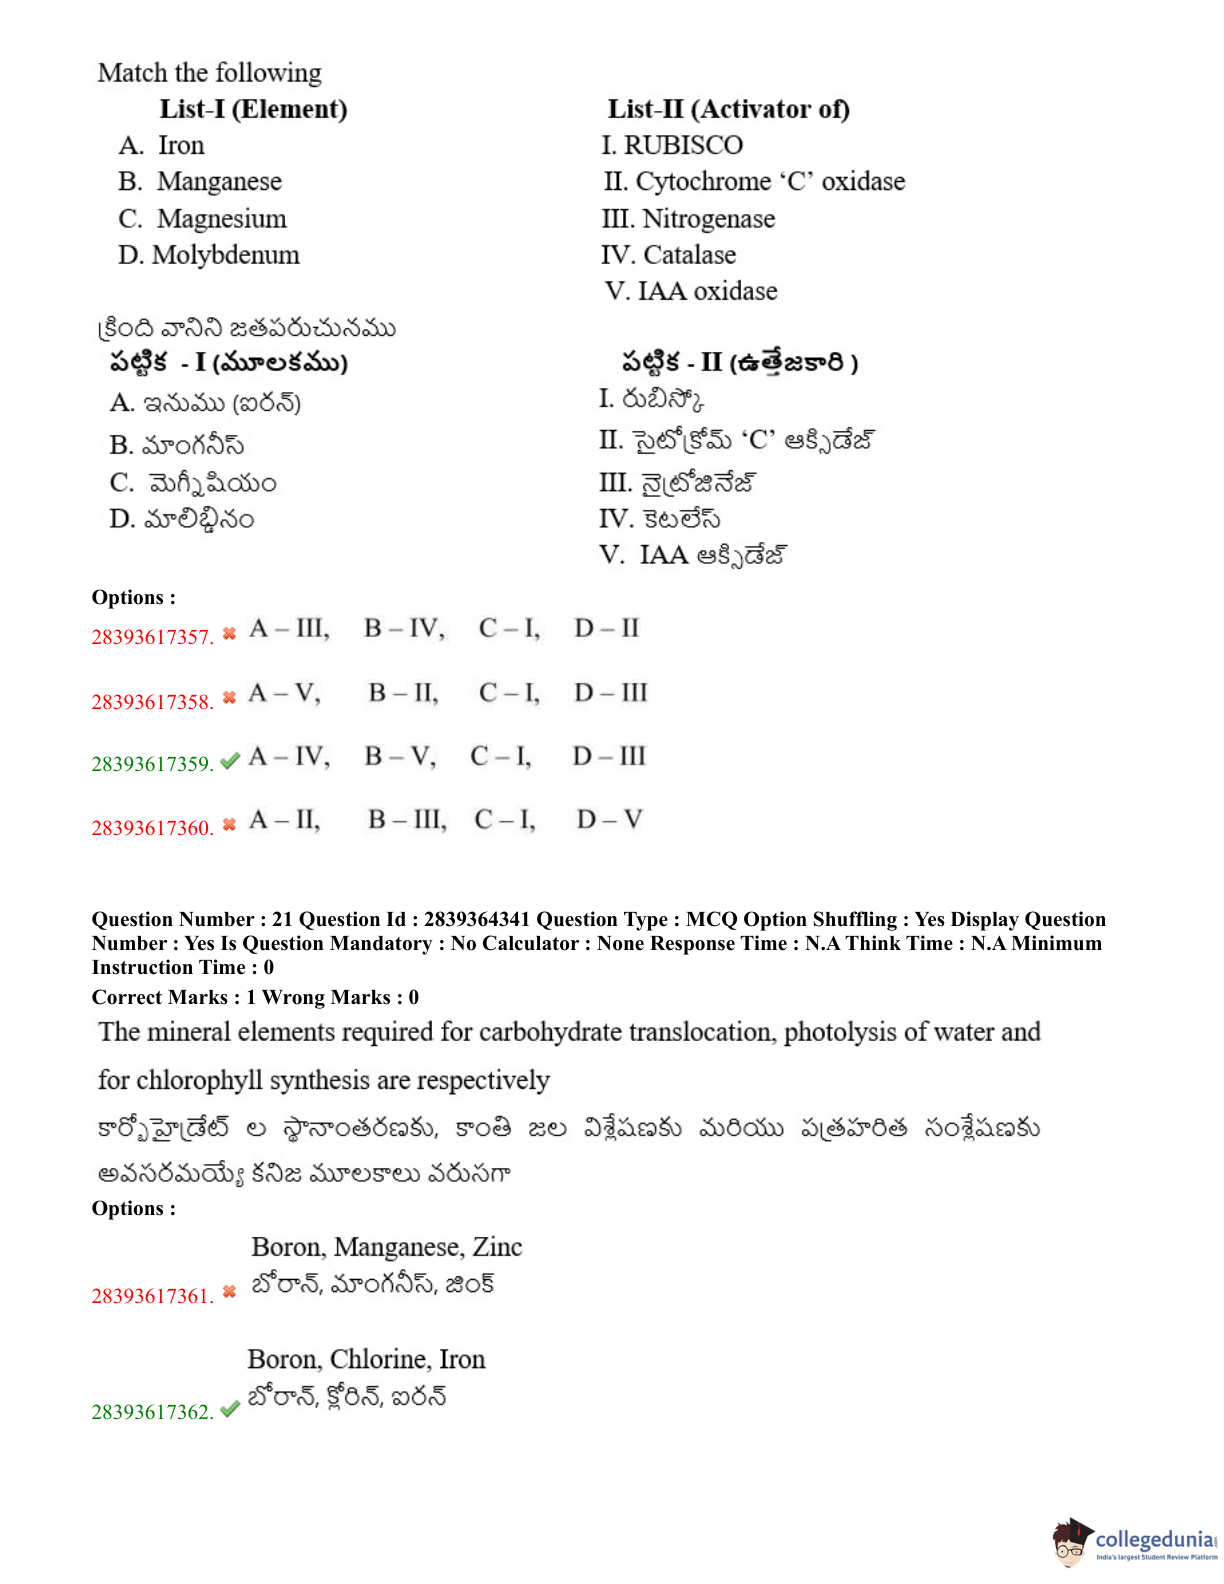 Match the following
List-I (Element) List-II (Activator of)
A. Iron I. RUBISCO
B. Manganese II. Cytochrome ‘C’ oxidase
C. Magnesium III. Nitrogenase
D. Molybdenum IV. Catalase
V. IAA oxidase
క్రింది వానిని జతపరుచునము
పట్టిక - I (మూలకము) పట్టిక - II (ఉత్తేజకారి )
A. ఇనుము (ఐరన్) I. రుబిస్కో
B. మాంగనీస్ II. సైటోక్రోమ్ ‘C’ ఆక్సిడేజ్
C. మెగ్నీషియం III. నైట్రోజినేజ్
D. మాలిబ్డినం IV. కెటలేస్
V. IAA ఆక్సిడేజ్
Options :
28393617357. A – III, B – IV, C – I, D – II
28393617358. A – V, B – II, C – I, D – III
28393617359. A – IV, B – V, C – I, D – III
28393617360. A – II, B – III, C – I, D – V
Question Number : 21 Question Id : 2839364341 Question Type : MCQ Option Shuffling : Yes Display Question
Number : Yes Is Question Mandatory : No Calculator : None Response Time : N.A Think Time : N.A Minimum
Instruction Time : 0
Correct Marks : 1 Wrong Marks : 0
The mineral elements required for carbohydrate translocation, photolysis of water and
for chlorophyll synthesis are respectively
కార్బోహైడ్రేట్ ల స్థానాంతరణకు, కాంతి జల విశ్లేషణకు మరియు పత్రహరిత సంశ్లేషణకు
అవసరమయ్యే కనిజ మూలకాలు వరుసగా
Options :
Boron, Manganese, Zinc
28393617361. బోరాన్, మాంగనీస్, జింక్
Boron, Chlorine, Iron
28393617362. బోరాన్, క్లోరిన్, ఐరన్
collegedunia
India's largest Student Review Platform